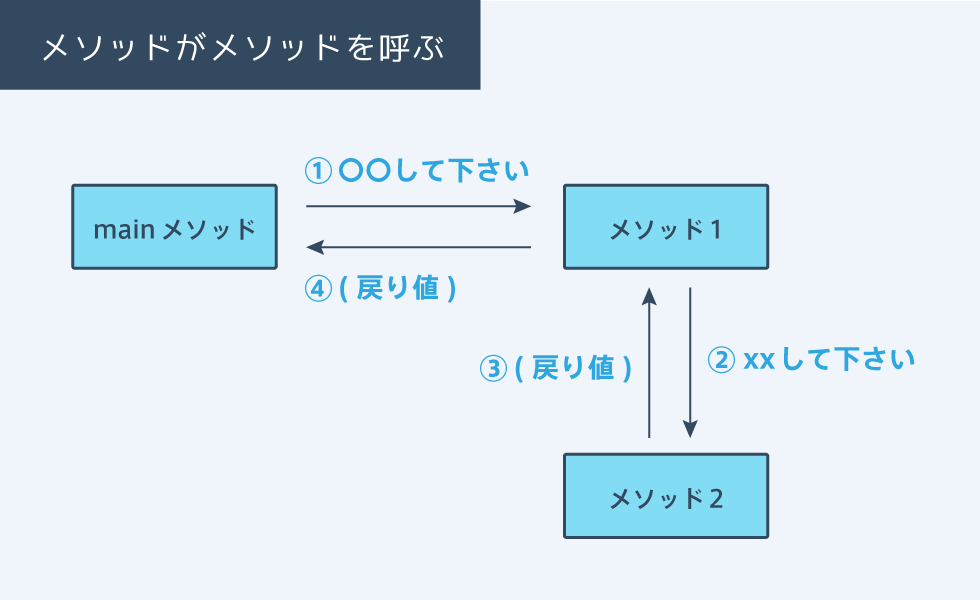 メソッドがメソッドを呼ぶ
①〇〇して下さい
main メソッド
メソッド 1
④ ( 戻り値 )
③ ( 戻り値 )
② xx して下さい
メソッド 2